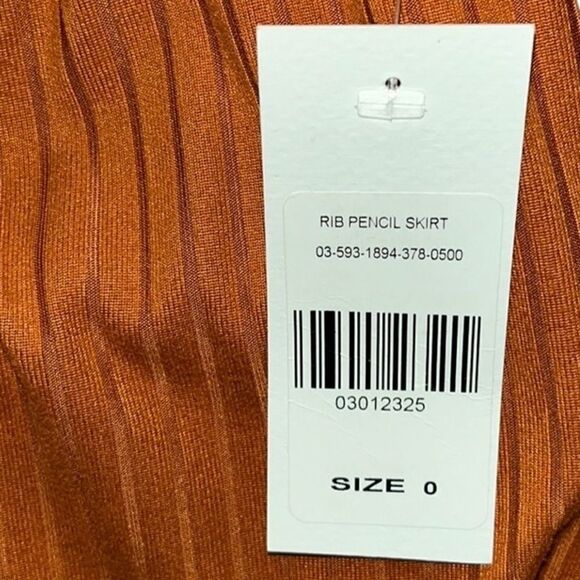 RIB PENCIL SKIRT
03-593-1894-378-0500
03012325
SIZE 0